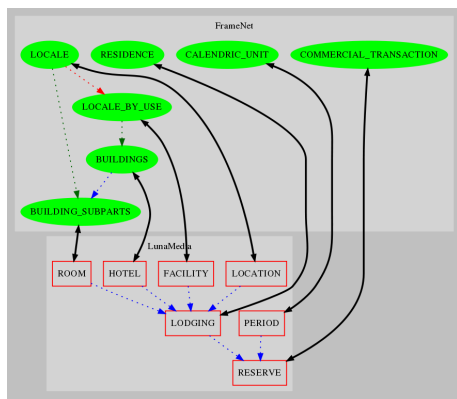 FrameNet
LOCALE RESIDENCE CALENDRIC_UNIT COMMERCIAL_TRANSACTION
LOCALE_BY_USE
BUILDINGS
BUILDING_SUBPARTS
LunaMedia
ROOM HOTEL FACILITY LOCATION
LODGING PERIOD
RESERVE